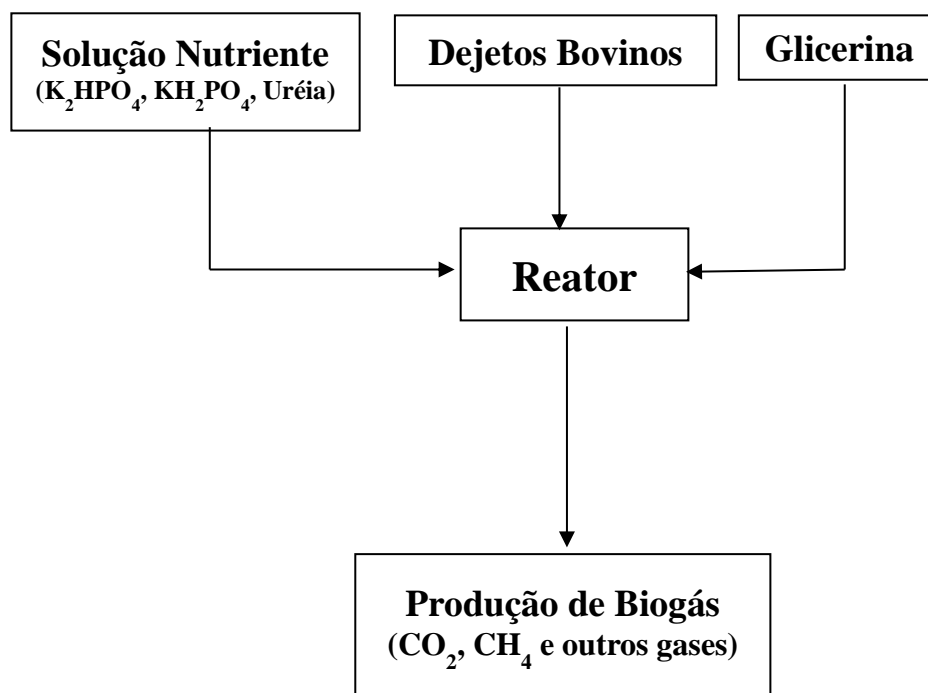 Solução Nutriente
(K₂HPO₄, KH₂PO₄, Uréia)
Dejetos Bovinos
Glicerina
Reator
Produção de Biogás
(CO₂, CH₄ e outros gases)